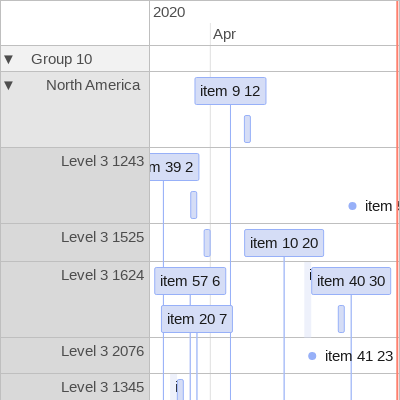 2020
Apr
▼ Group 10
▼ North America
item 9 12
Level 3 1243
m 39 2
item
Level 3 1525
item 10 20
Level 3 1624
item 57 6
item 40 30
item 20 7
Level 3 2076
item 41 23
Level 3 1345